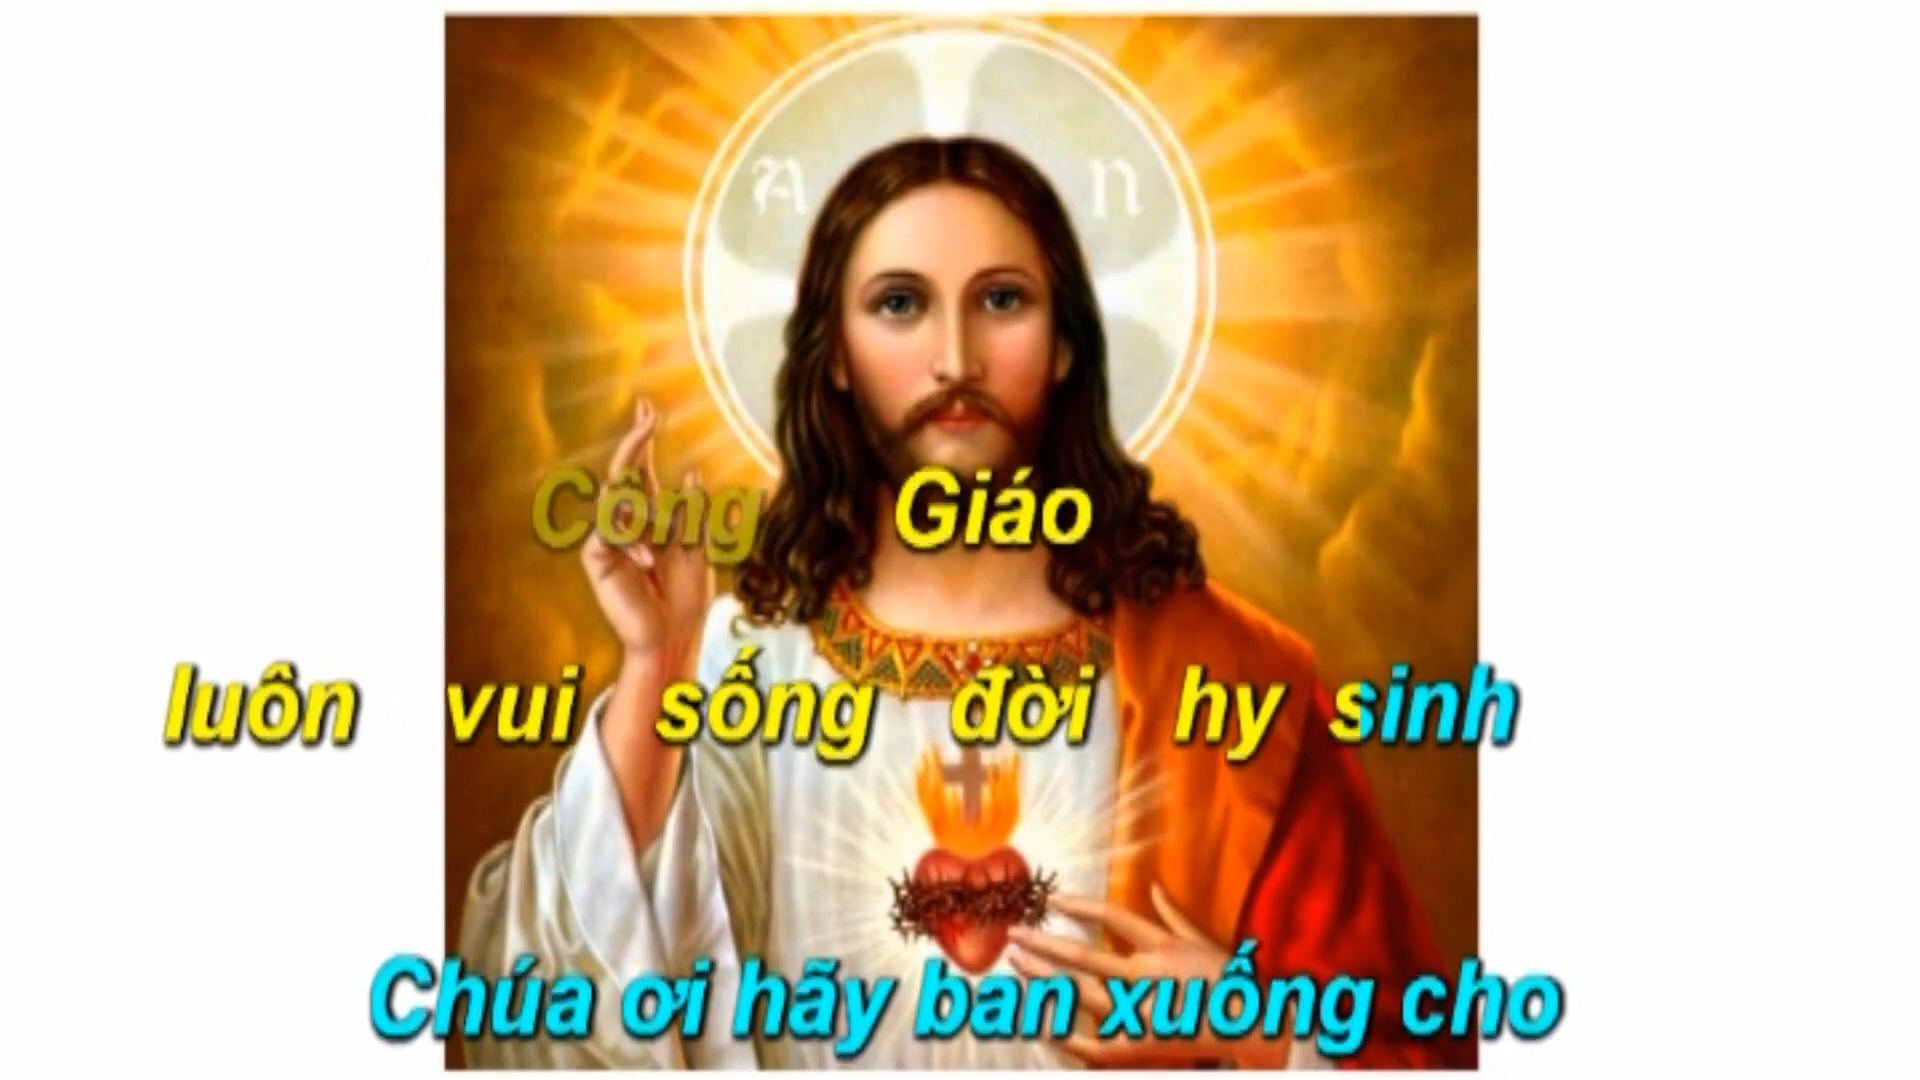 A n
Công Giáo
luôn vui sống đời hy sinh
Chúa ơi hãy ban xuống cho